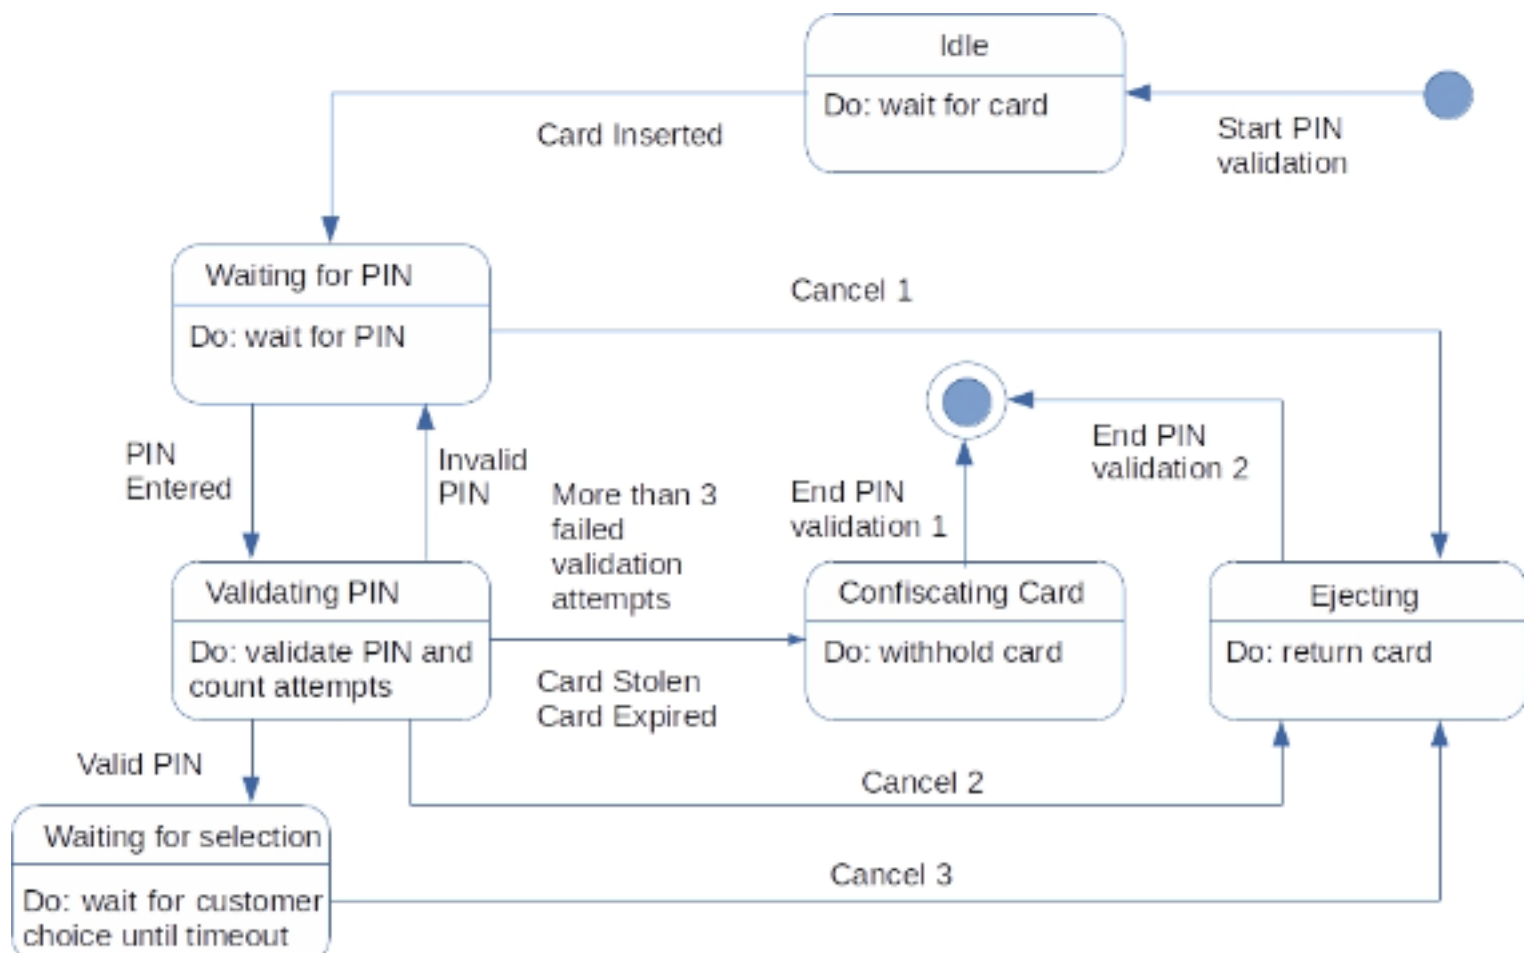 Idle
Do: wait for card
Card Inserted
Start PIN
validation
Waiting for PIN
Do: wait for PIN
Cancel 1
PIN
Entered
Invalid
PIN
More than 3
failed
validation
attempts
End PIN
validation 1
End PIN
validation 2
Validating PIN
Do: validate PIN and
count attempts
Card Stolen
Card Expired
Confiscating Card
Do: withhold card
Ejecting
Do: return card
Valid PIN
Cancel 2
Waiting for selection
Do: wait for customer
choice until timeout
Cancel 3